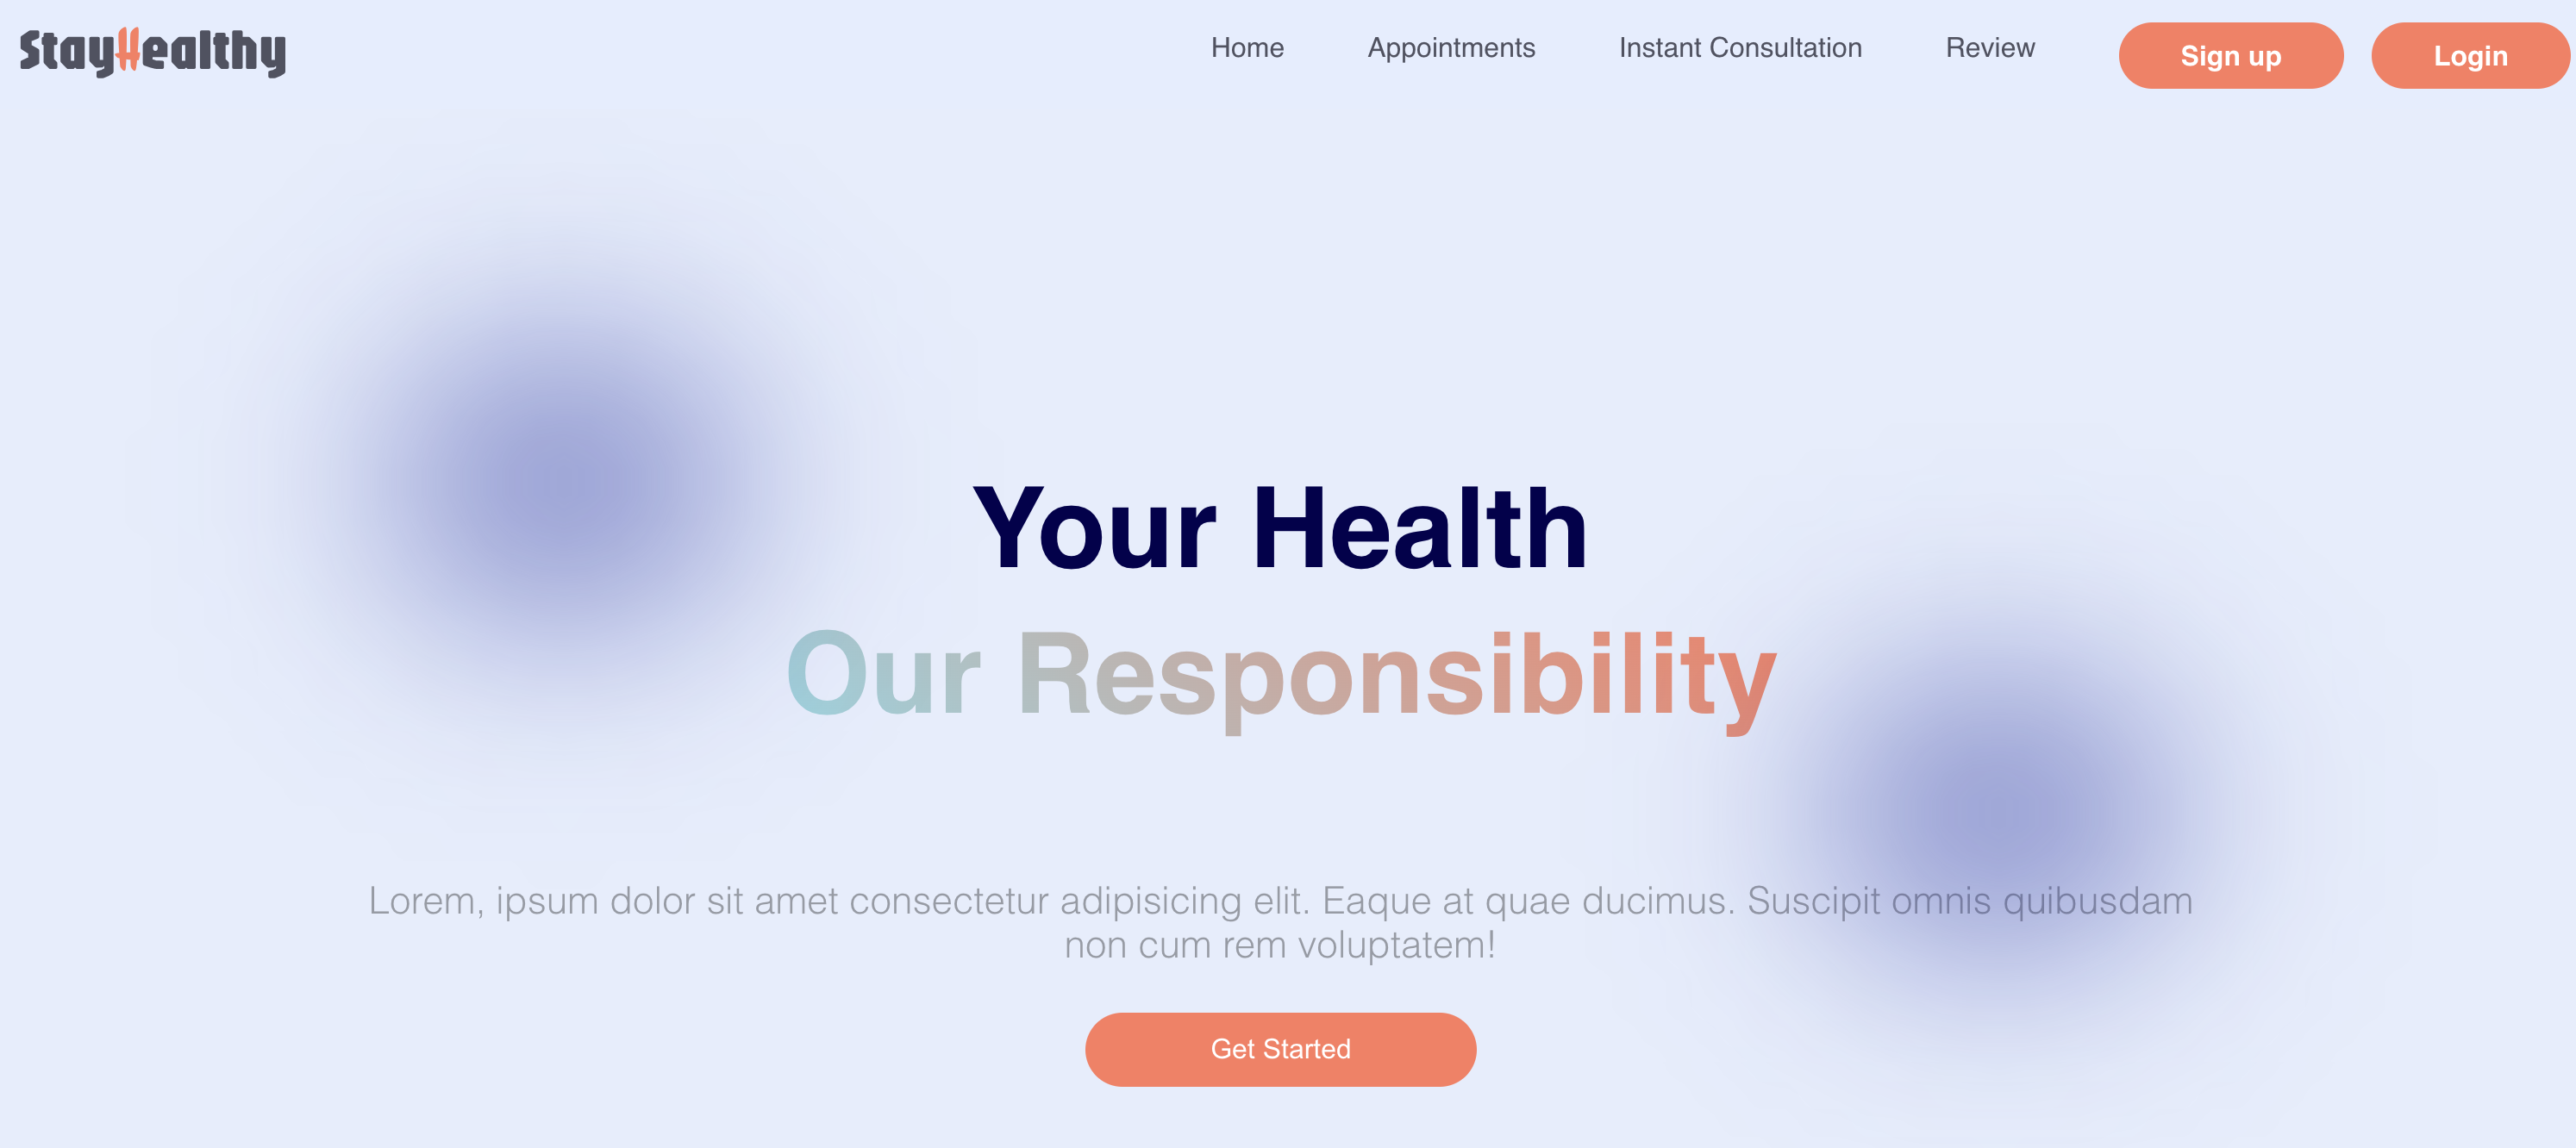 StayHealthy
Home Appointments Instant Consultation Review Sign up Login
Your Health
Our Responsibility
Lorem, ipsum dolor sit amet consectetur adipisicing elit. Eaque at quae ducimus. Suscipit omnis quibusdam
non cum rem voluptatem!
Get Started